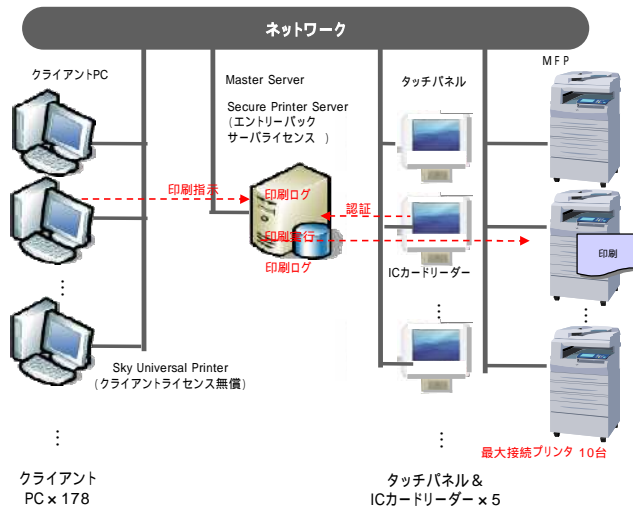 ネットワーク
クライアントPC
Master Server
Secure Printer Server
(エントリーパック
サーバライセンス )
タッチパネル
MFP
印刷指示
印刷ログ
認証
印刷実行
印刷ログ
ICカードリーダー
印刷
⋮
⋮
⋮
Sky Universal Printer
(クライアントライセンス無償)
⋮
⋮
最大接続プリンタ 10台
クライアント
PC×178
タッチパネル&
ICカードリーダー×5